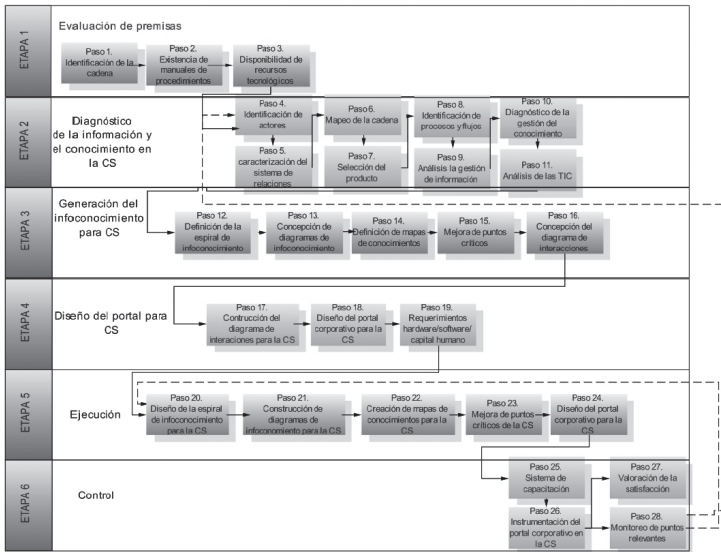 ETAPA 1
Evaluación de premisas
Paso 1.
Identificación de la
cadena
Paso 2.
Existencia de
manuales de
procedimientos
Paso 3.
Disponibilidad de
recursos
tecnológicos
ETAPA 2
Diagnóstico
de la información y
el conocimiento en
la CS
Paso 4.
Identificación de
actores
Paso 5.
caracterización del
sistema de
relaciones
Paso 6.
Mapeo de la cadena
Paso 7.
Selección del
producto
Paso 8.
Identificación de
procesos y flujos
Paso 9.
Análisis la gestión
de información
Paso 10.
Diagnóstico de la
gestión del
conocimiento
Paso 11.
Análisis de las TIC
ETAPA 3
Generación del
infoconocimiento
para CS
Paso 12.
Definición de la
espiral de
infoconocimiento
Paso 13.
Concepción de
diagramas de
infoconocimiento
Paso 14.
Definición de mapas
de conocimientos
Paso 15.
Mejora de puntos
críticos
Paso 16.
Concepción del
diagrama de
interacciones
ETAPA 4
Diseño del portal para
CS
Paso 17.
Contrucción del
diagrama de
interaciones para la CS
Paso 18.
Diseño del portal
corporativo para la
CS
Paso 19.
Requerimientos
hardware/software/
capital humano
ETAPA 5
Ejecución
Paso 20.
Diseño de la espiral
de infoconocimiento
para la CS
Paso 21.
Construcción de
diagramas de
infoconomiento para la CS
Paso 22.
Creación de mapas de
conocimientos para la
CS
Paso 23.
Mejora de puntos
críticos de la CS
Paso 24.
Diseño del portal
corporativo para la
CS
ETAPA 6
Control
Paso 25.
Sistema de
capacitación
Paso 26.
Instrumentación del
portal corporativo en
la CS
Paso 27.
Valoración de la
satisfacción
Paso 28.
Monitoreo de puntos
relevantes